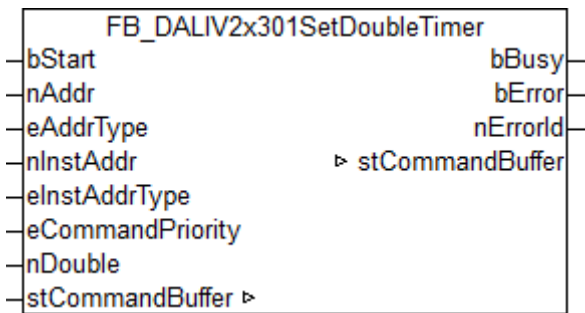 FB_DALIV2x301SetDoubleTimer
bStart bBusy
nAddr bError
eAddrType nErrorId
nInstAddr stCommandBuffer
eInstAddrType
eCommandPriority
nDouble
stCommandBuffer